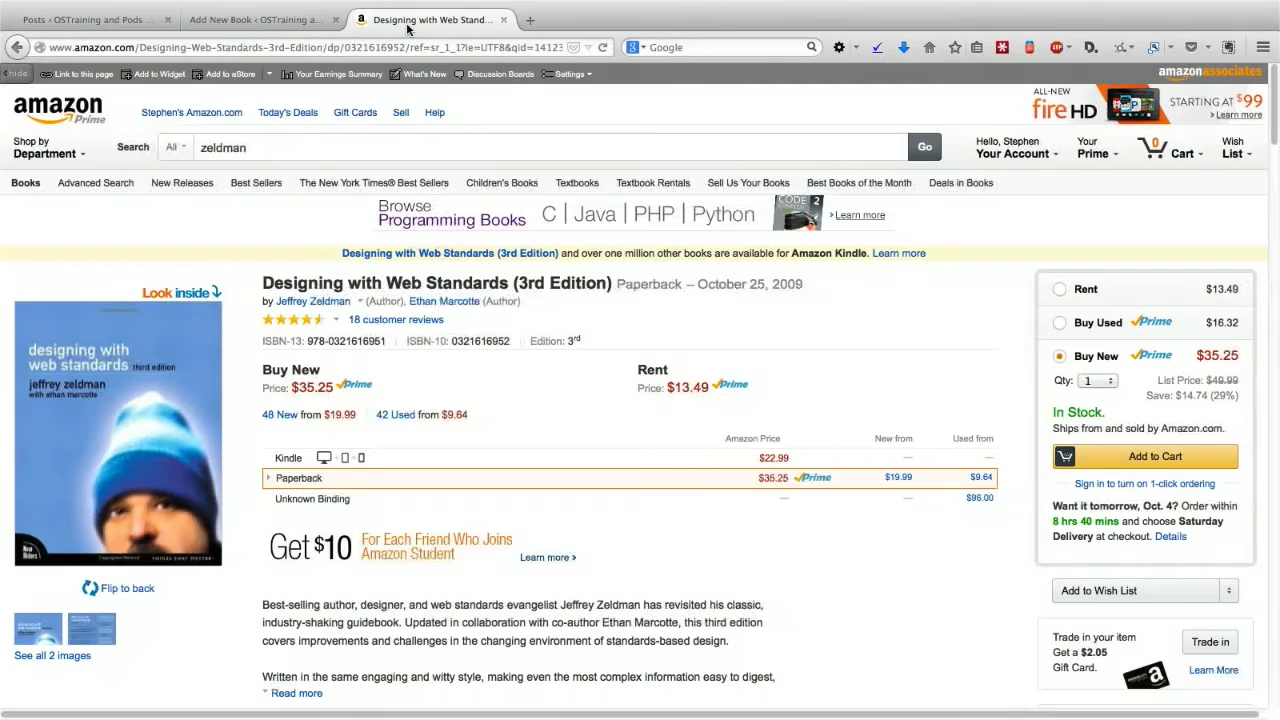 Posts ‹ OSTraining and Pods ... × Add New Book ‹ OSTraining a... × Designing with Web Stand... × +
www.amazon.com/Designing-Web-Standards-3rd-Edition/dp/0321616952/ref=sr_1_1?ie=UTF8&qid=14123 Google
hide Link to this page Add to Widget Add to aStore Your Earnings Summary What's New Discussion Boards Settings amazonassociates
amazon Prime
Stephen's Amazon.com Today's Deals Gift Cards Sell Help
ALL-NEW fire HD STARTING AT $99 › Learn more
Shop by Department Search All zeldman Go Hello, Stephen Your Account Your Prime 0 Cart Wish List
Books Advanced Search New Releases Best Sellers The New York Times® Best Sellers Children's Books Textbooks Textbook Rentals Sell Us Your Books Best Books of the Month Deals in Books
Browse Programming Books C | Java | PHP | Python CODE 2 › Learn more
Designing with Web Standards (3rd Edition) and over one million other books are available for Amazon Kindle. Learn more
Look inside
designing with
web standards third edition
jeffrey zeldman
with ethan marcotte
New Riders VOICES THAT MATTER
Flip to back
See all 2 images
Designing with Web Standards (3rd Edition) Paperback – October 25, 2009
by Jeffrey Zeldman (Author), Ethan Marcotte (Author)
18 customer reviews
ISBN-13: 978-0321616951 ISBN-10: 0321616952 Edition: 3rd
Buy New
Price: $35.25 Prime
Rent
Price: $13.49 Prime
48 New from $19.99 42 Used from $9.64
Amazon Price New from Used from
Kindle $22.99 — —
Paperback $35.25 Prime $19.99 $9.64
Unknown Binding — — $96.00
Get $10 For Each Friend Who Joins Amazon Student Learn more ›
Best-selling author, designer, and web standards evangelist Jeffrey Zeldman has revisited his classic,
industry-shaking guidebook. Updated in collaboration with co-author Ethan Marcotte, this third edition
covers improvements and challenges in the changing environment of standards-based design.
Written in the same engaging and witty style, making even the most complex information easy to digest,
Read more
Rent $13.49
Buy Used Prime $16.32
Buy New Prime $35.25
Qty: 1 List Price: $49.99
Save: $14.74 (29%)
In Stock.
Ships from and sold by Amazon.com.
Add to Cart
Sign in to turn on 1-click ordering
Want it tomorrow, Oct. 4? Order within
8 hrs 40 mins and choose Saturday
Delivery at checkout. Details
Add to Wish List
Trade in your item
Get a $2.05
Gift Card.
Trade in
Learn More